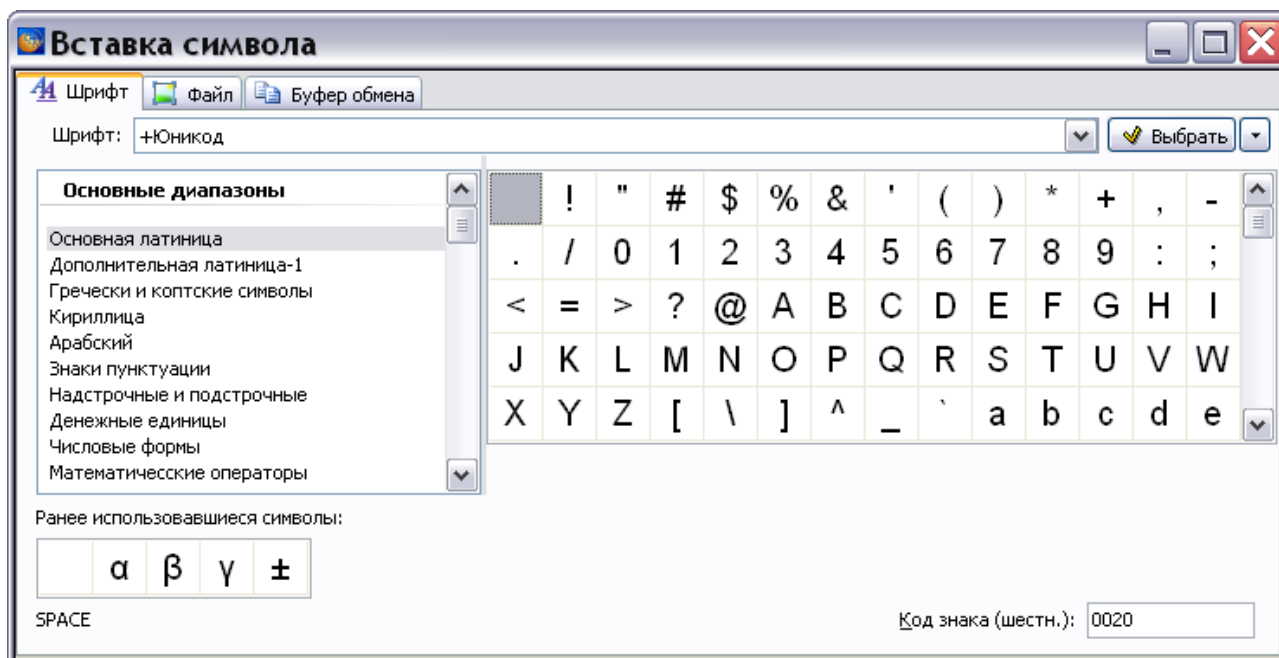 Вставка символа
Шрифт Файл Буфер обмена
Шрифт: +Юникод Выбрать
Основные диапазоны
Основная латиница
Дополнительная латиница-1
Гречески и коптские символы
Кириллица
Арабский
Знаки пунктуации
Надстрочные и подстрочные
Денежные единицы
Числовые формы
Математичесские операторы
! " # $ % & ' ( ) * + , -
. / 0 1 2 3 4 5 6 7 8 9 : ;
< = > ? @ A B C D E F G H I
J K L M N O P Q R S T U V W
X Y Z [ \ ] ^ _ ` a b c d e
Ранее использовавшиеся символы:
α β γ ±
SPACE Код знака (шестн.): 0020